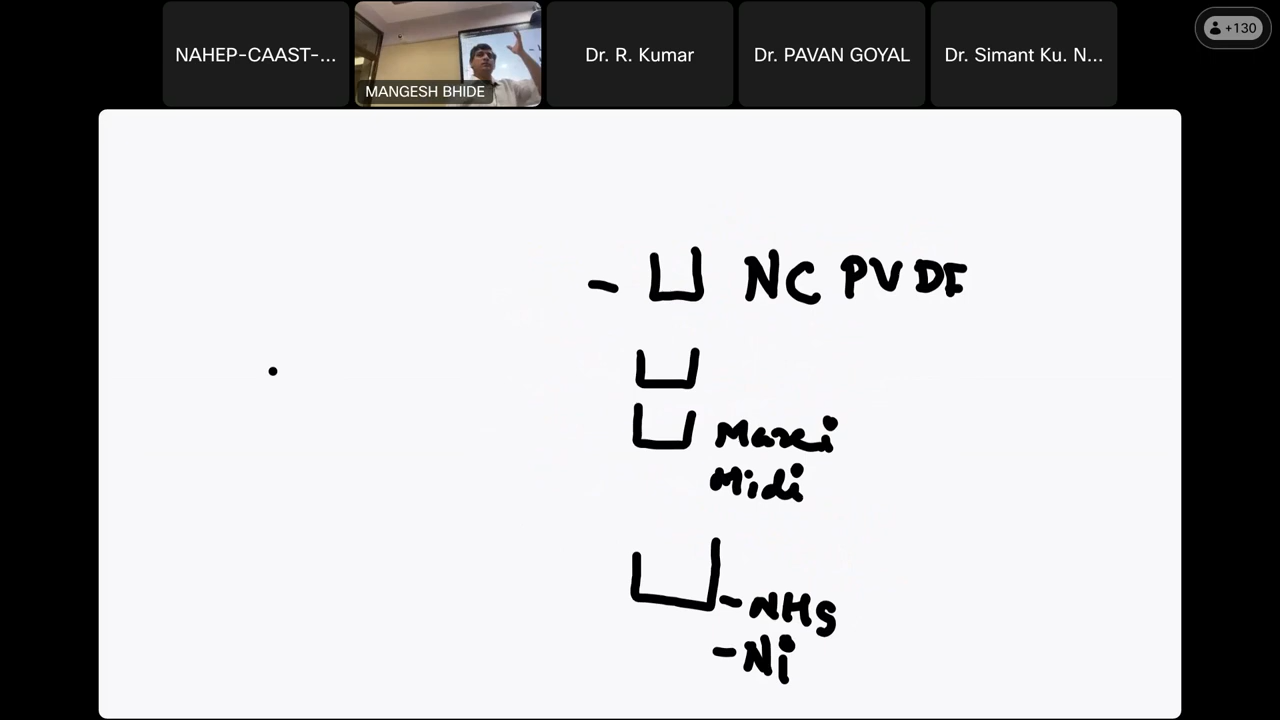 NAHEP-CAAST-...
MANGESH BHIDE
Dr. R. Kumar
Dr. PAVAN GOYAL
Dr. Simant Ku. N...
+130
- NC PVDF
Maxi
Midi
- NHS
- Ni